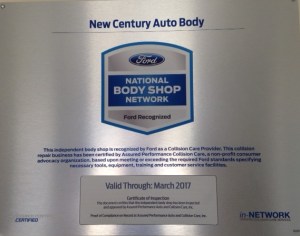 New Century Auto Body
Ford
NATIONAL
BODY SHOP
NETWORK
Ford Recognized
This independent body shop is recognized by Ford as a Collision Care Provider. This collision
repair business has been certified by Assured Performance Collision Care, a non-profit consumer
advocacy organization, based upon meeting or exceeding the required Ford standards specifying
necessary tools, equipment, training and customer service facilities.
Valid Through: March 2017
Certificate of Inspection
CERTIFIED
in-NETWORK